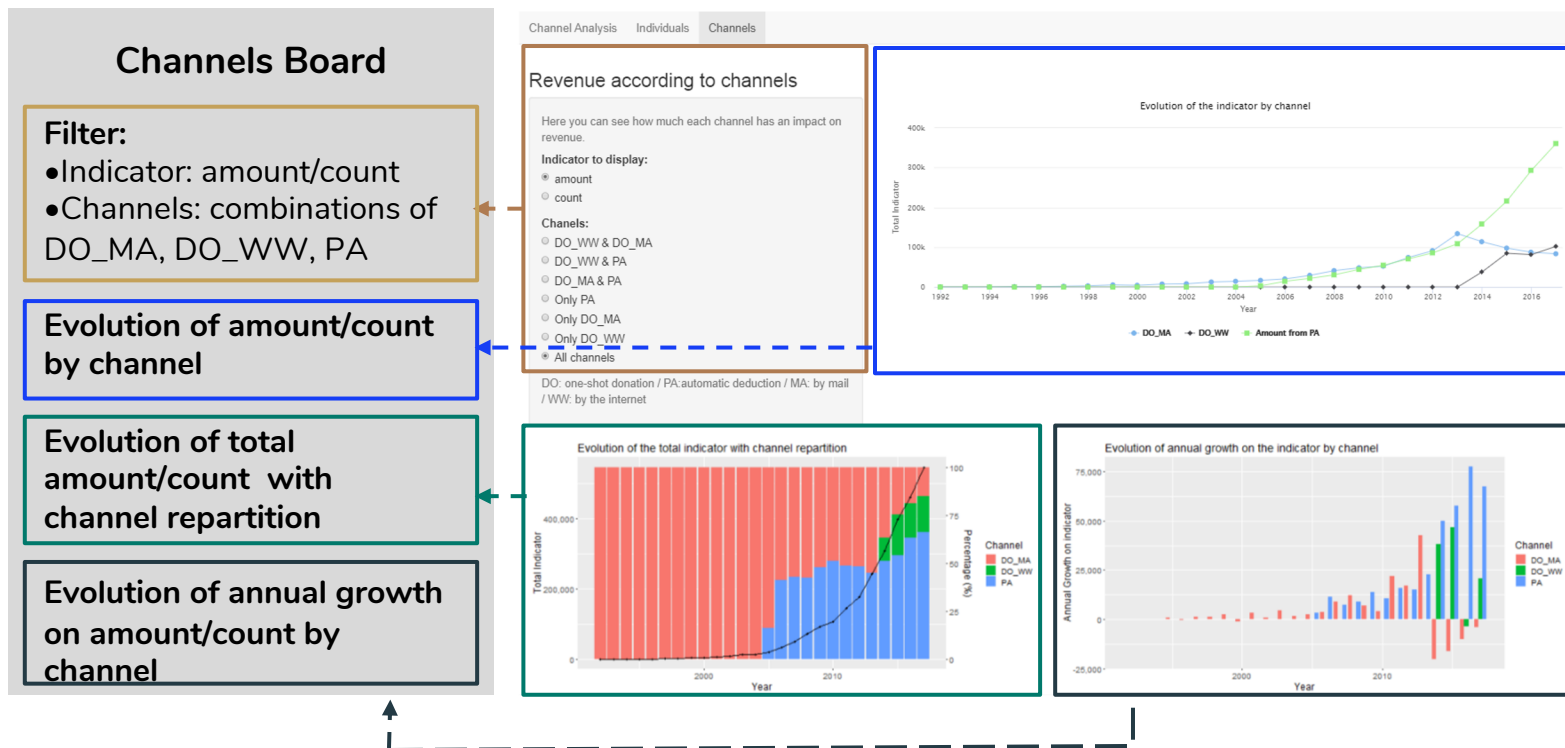 Channels Board
Filter:
•Indicator: amount/count
•Channels: combinations of
DO_MA, DO_WW, PA
Evolution of amount/count
by channel
Evolution of total
amount/count with
channel repartition
Evolution of annual growth
on amount/count by
channel
Channel Analysis Individuals Channels
Revenue according to channels
Here you can see how much each channel has an impact on
revenue.
Indicator to display:
amount
count
Chanels:
DO_WW & DO_MA
DO_WW & PA
DO_MA & PA
Only PA
Only DO_MA
Only DO_WW
All channels
DO: one-shot donation / PA:automatic deduction / MA: by mail
/ WW: by the internet
Evolution of the indicator by channel
Total Indicator
400k
300k
200k
100k
0
1992 1994 1996 1998 2000 2002 2004 2006 2008 2010 2012 2014 2016
Year
DO_MA DO_WW Amount from PA
Evolution of the total indicator with channel repartition
Total Indicator
400,000
200,000
0
100
75
50
25
0
Percentage (%)
2000 2010
Year
Channel
DO_MA
DO_WW
PA
Evolution of annual growth on the indicator by channel
Annual Growth on indicator
75,000
50,000
25,000
0
-25,000
2000 2010
Year
Channel
DO_MA
DO_WW
PA